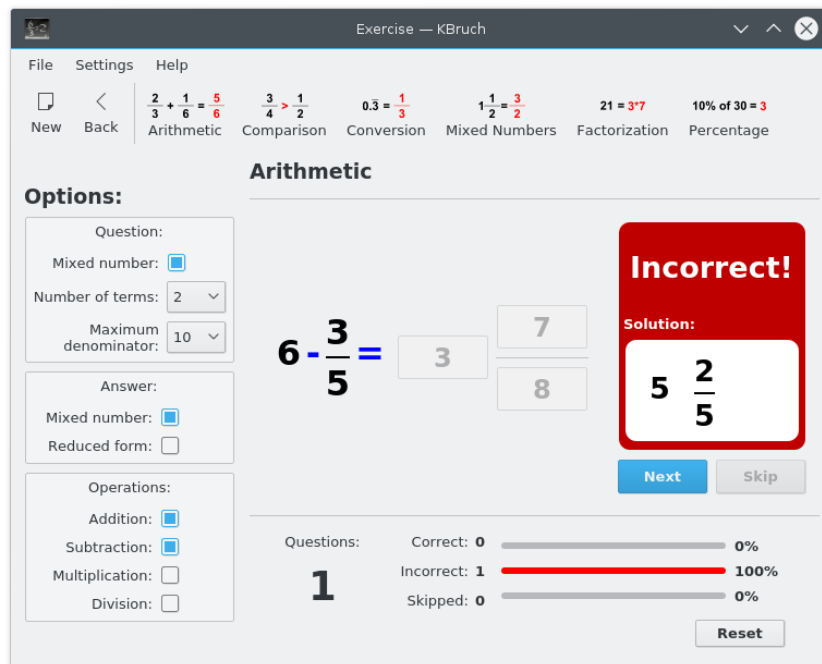 Exercise — KBruch
File Settings Help
New
Back
2/3 + 1/6 = 5/6
Arithmetic
3/4 > 1/2
Comparison
0.3̅ = 1/3
Conversion
1 1/2 = 3/2
Mixed Numbers
21 = 3*7
Factorization
10% of 30 = 3
Percentage
Options:
Question:
Mixed number:
Number of terms: 2
Maximum
denominator: 10
Answer:
Mixed number:
Reduced form:
Operations:
Addition:
Subtraction:
Multiplication:
Division:
Arithmetic
6 - 3/5 = 3 7/8
Incorrect!
Solution:
5 2/5
Next
Skip
Questions:
1
Correct: 0 0%
Incorrect: 1 100%
Skipped: 0 0%
Reset